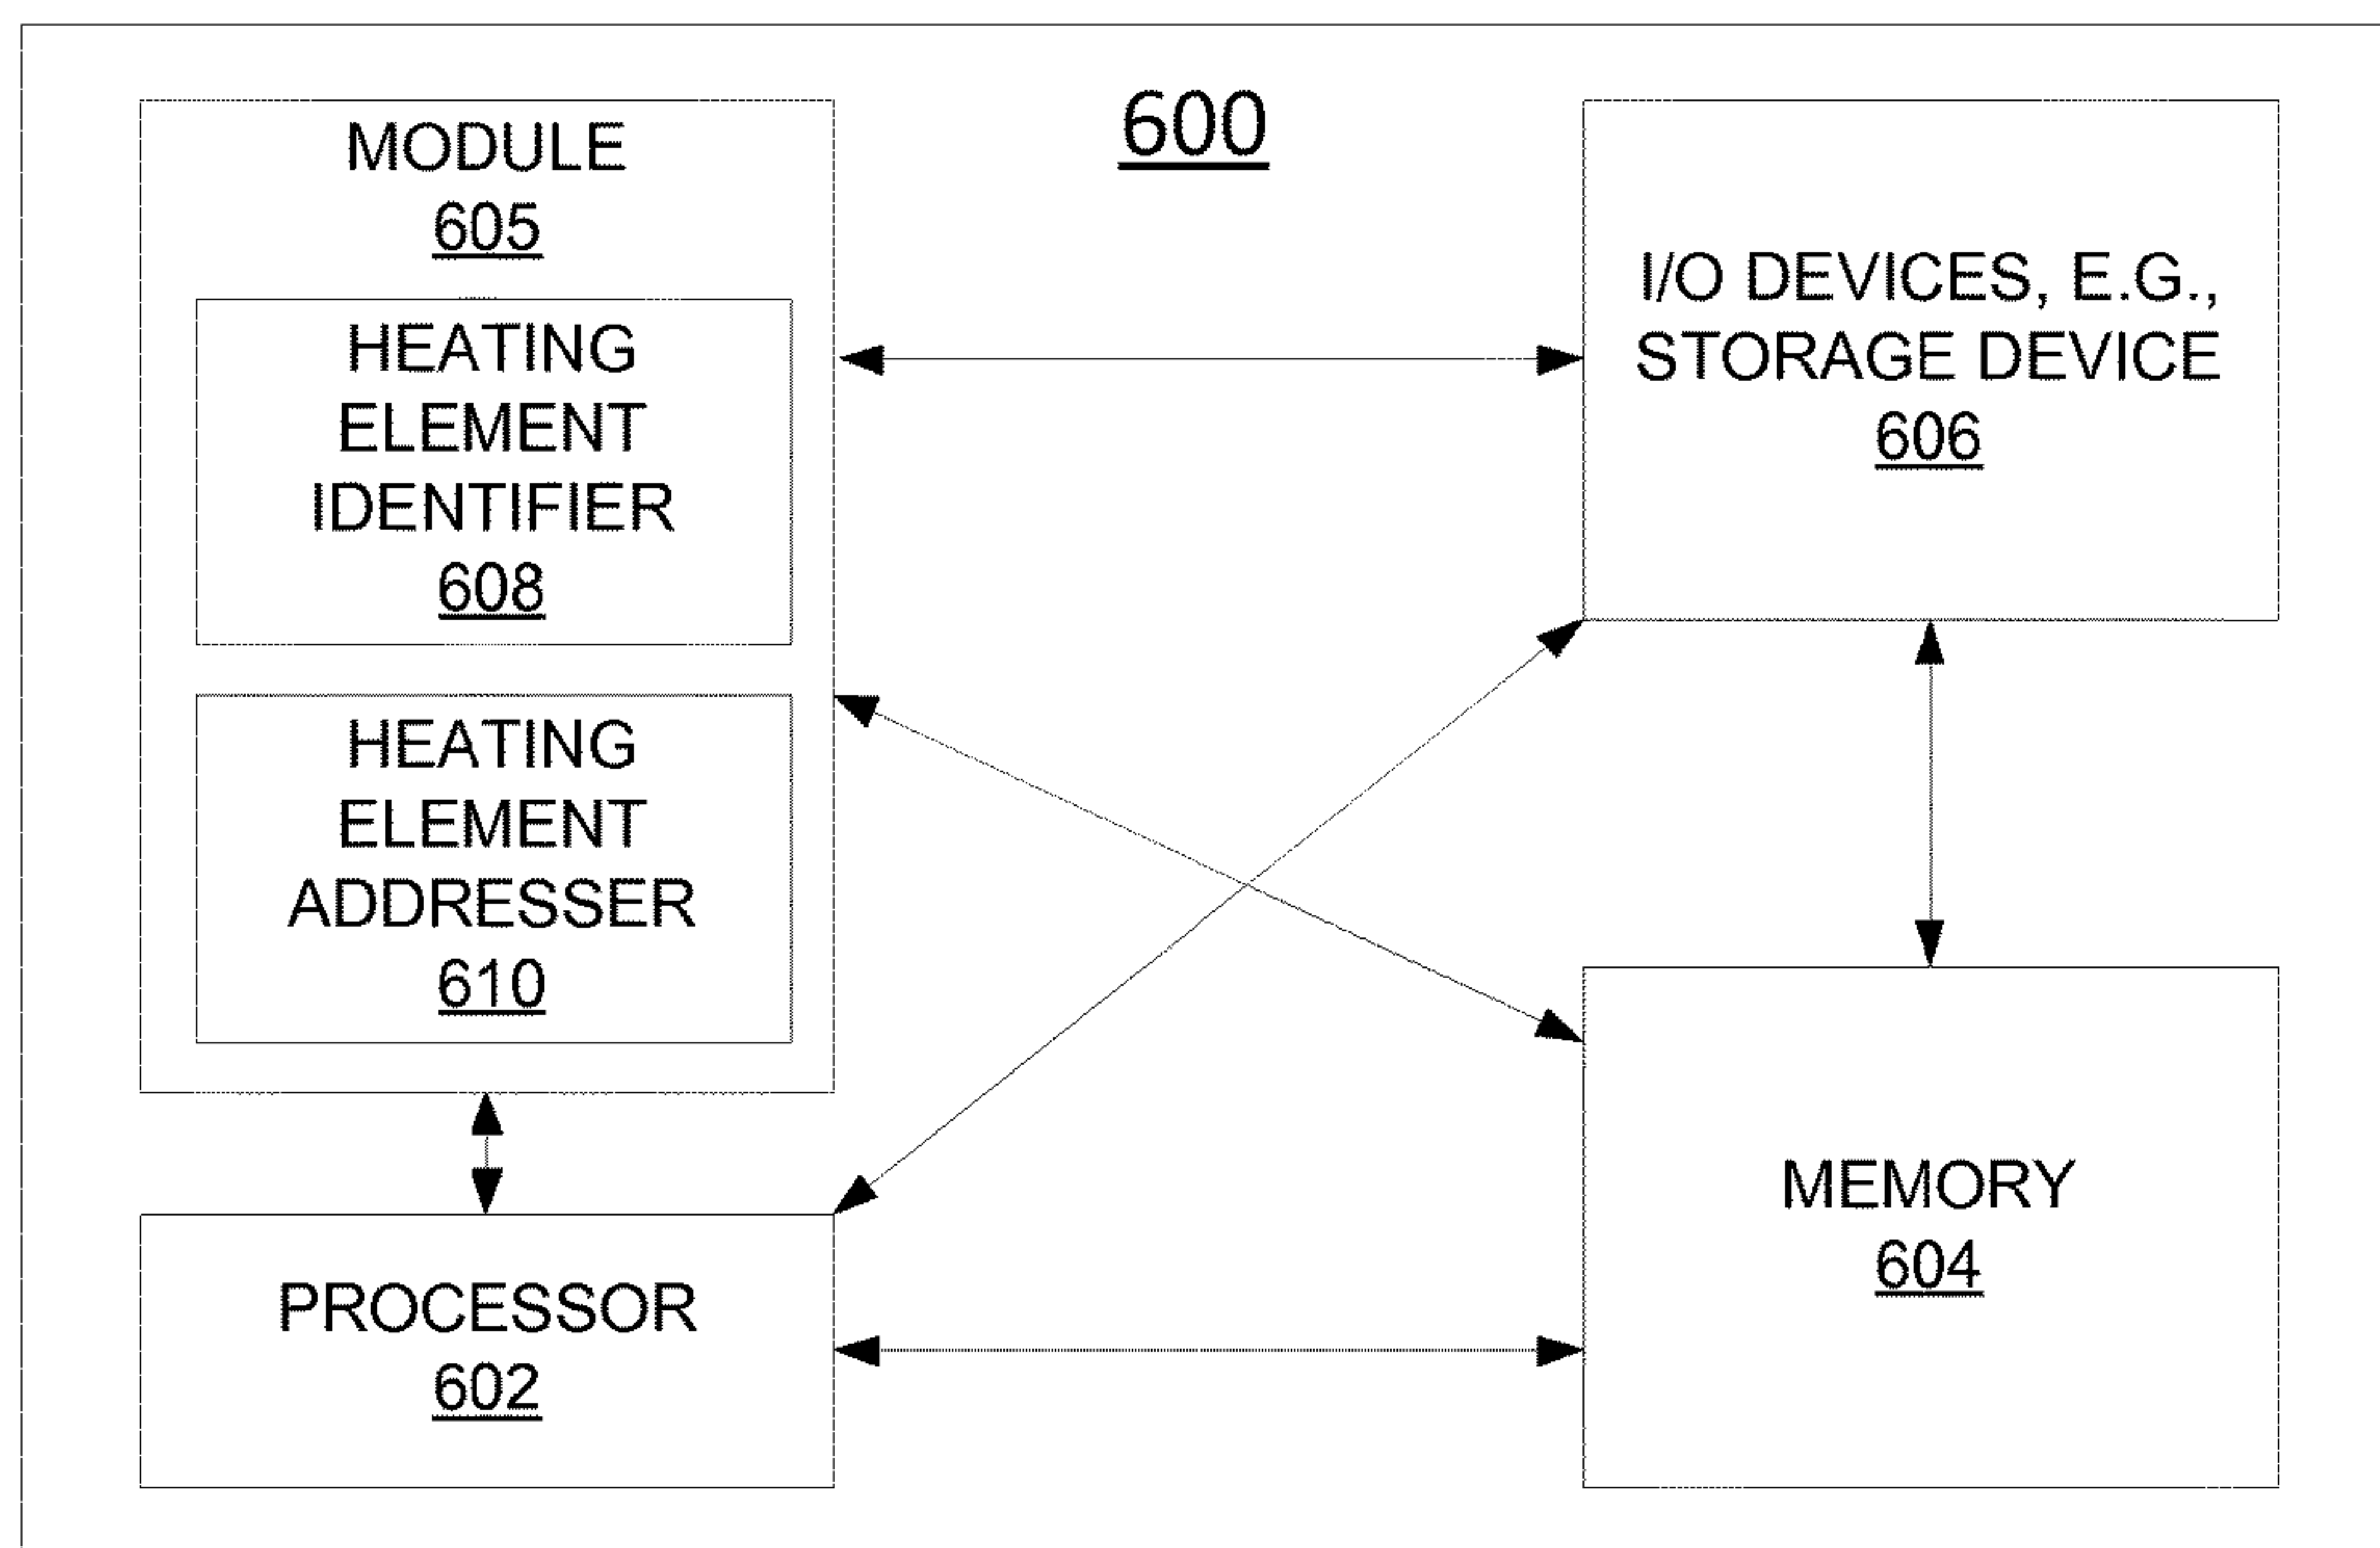 600
MODULE
605
HEATING
ELEMENT
IDENTIFIER
608
HEATING
ELEMENT
ADDRESSER
610
PROCESSOR
602
I/O DEVICES, E.G.,
STORAGE DEVICE
606
MEMORY
604